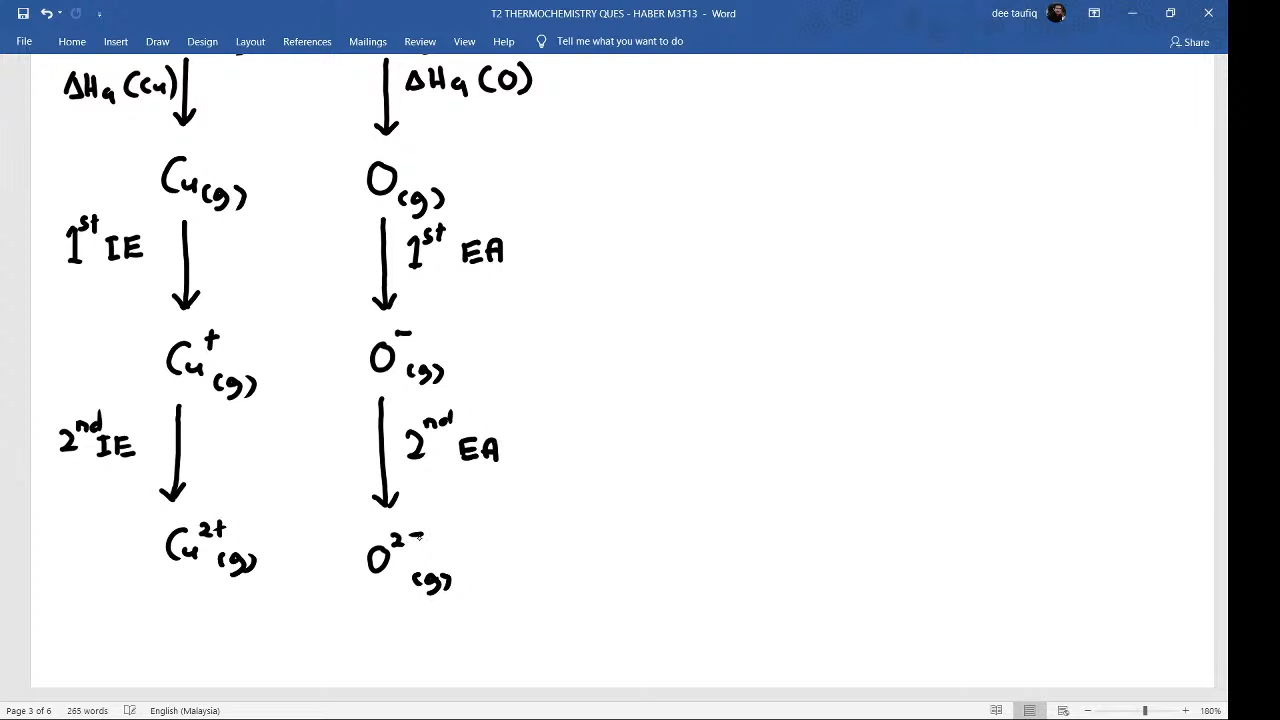 T2 THERMOCHEMISTRY QUES - HABER M3T13 - Word
dee taufiq
File Home Insert Draw Design Layout References Mailings Review View Help Tell me what you want to do
Share
ΔHa (Cu) ΔHa (O)
Cu(g) O(g)
1st IE 1st EA
Cu+(g) O-(g)
2nd IE 2nd EA
Cu2+(g) O2-(g)
Page 3 of 6 265 words English (Malaysia) 180%